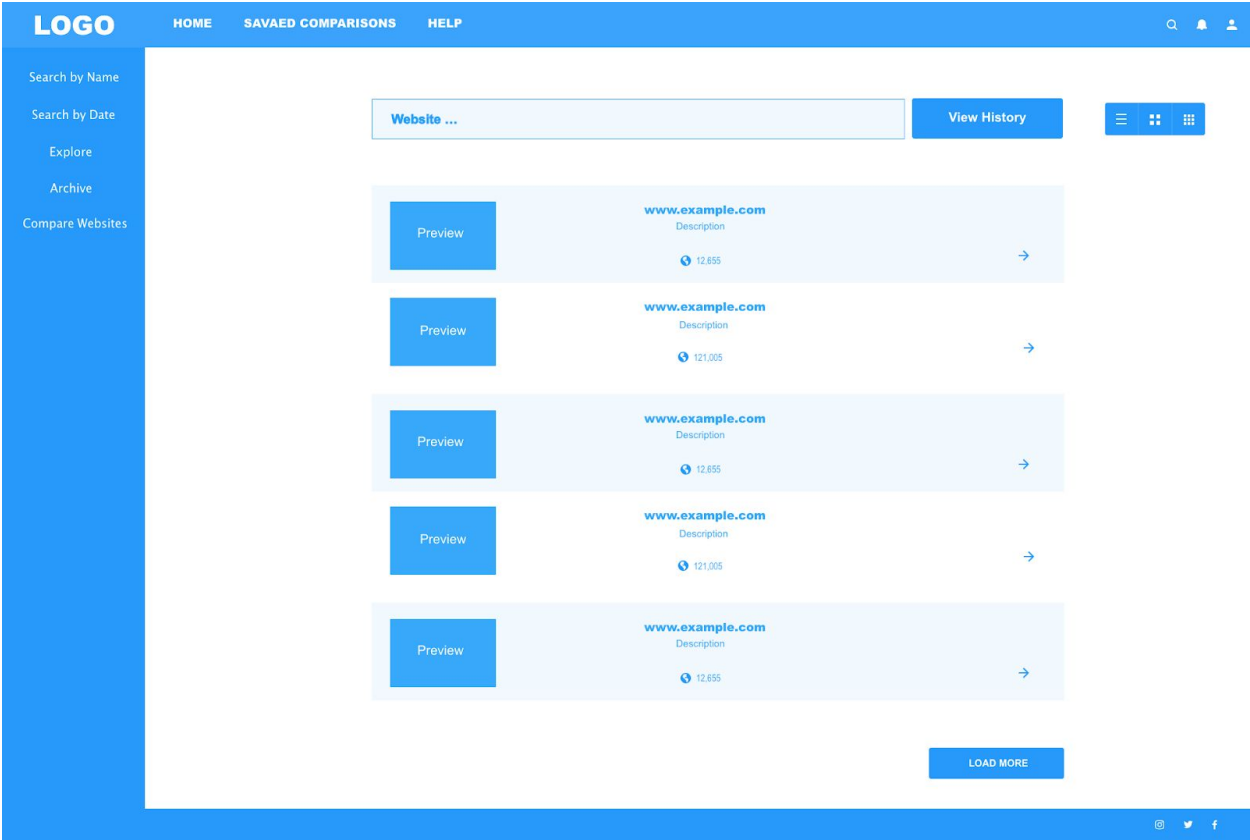 LOGO
HOME
SAVAED COMPARISONS
HELP
Search by Name
Search by Date
Explore
Archive
Compare Websites
Website ...
View History
Preview
www.example.com
Description
12,655
Preview
www.example.com
Description
121,005
Preview
www.example.com
Description
12,655
Preview
www.example.com
Description
121,005
Preview
www.example.com
Description
12,655
LOAD MORE